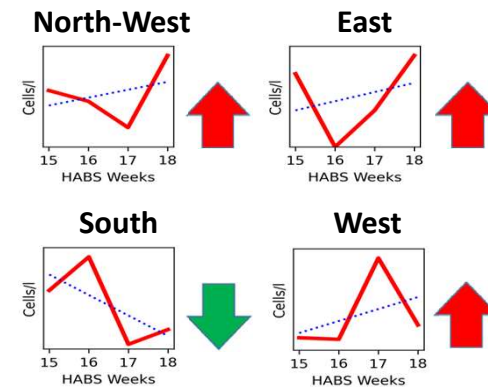 North-West
Cells/l
15 16 17 18
HABS Weeks
East
Cells/l
15 16 17 18
HABS Weeks
South
Cells/l
15 16 17 18
HABS Weeks
West
Cells/l
15 16 17 18
HABS Weeks